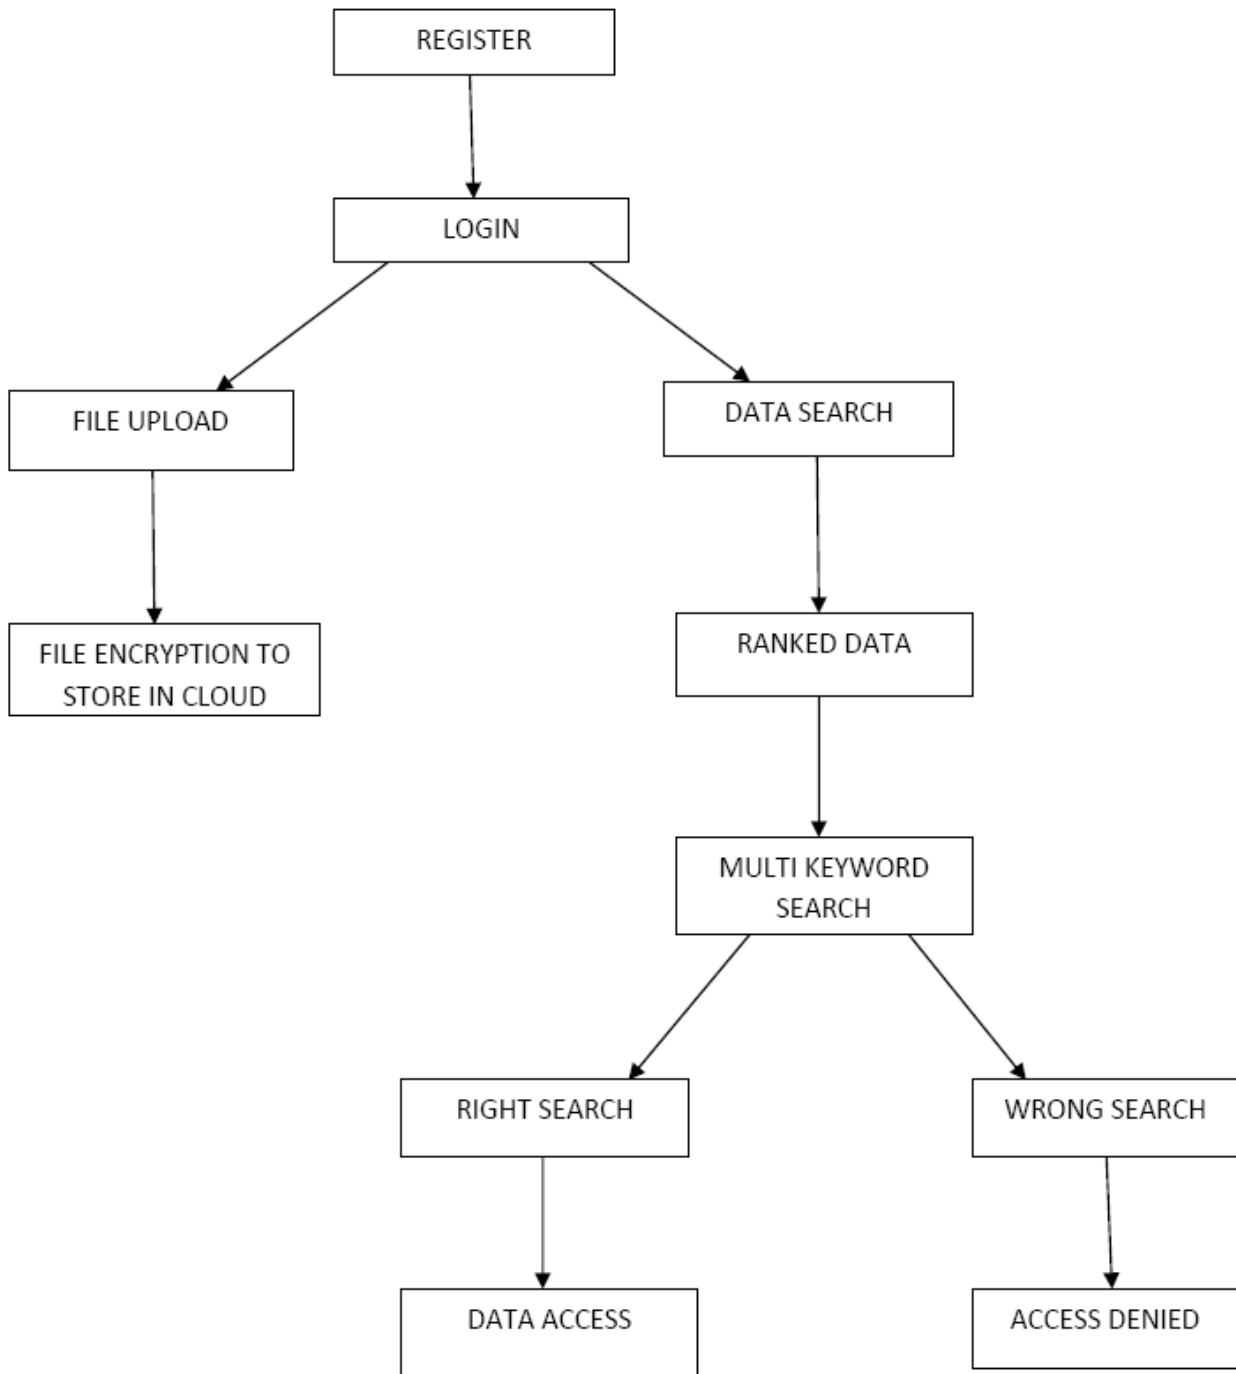 REGISTER
LOGIN
FILE UPLOAD
DATA SEARCH
FILE ENCRYPTION TO
STORE IN CLOUD
RANKED DATA
MULTI KEYWORD
SEARCH
RIGHT SEARCH
WRONG SEARCH
DATA ACCESS
ACCESS DENIED